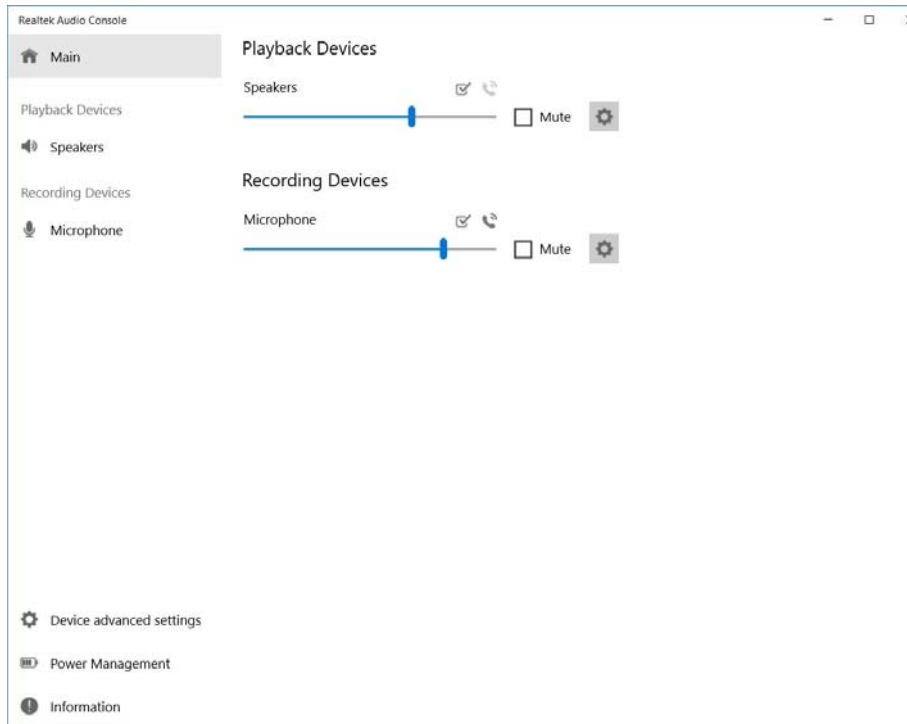 Realtek Audio Console
Main
Playback Devices
Speakers
Recording Devices
Microphone
Device advanced settings
Power Management
Information
Playback Devices
Speakers
Mute
Recording Devices
Microphone
Mute